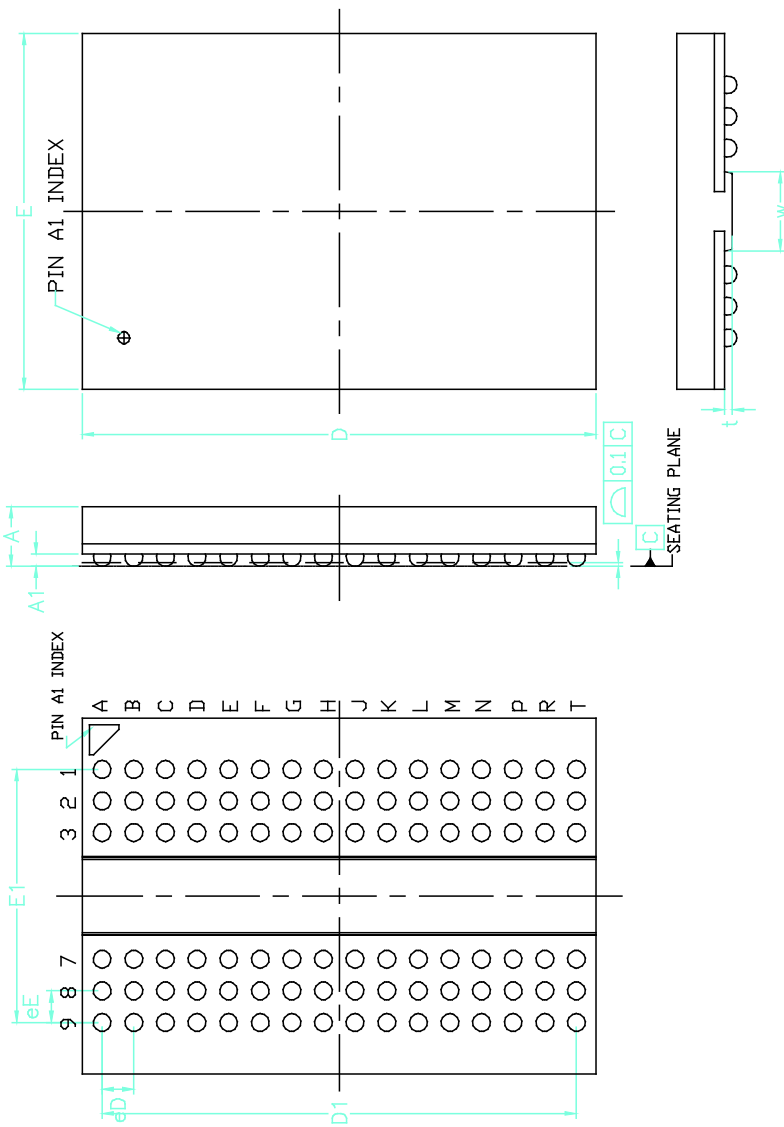 E
PIN A1 INDEX
D
W
t
A
A1
0.1 C
C
SEATING PLANE
PIN A1 INDEX
A B C D E F G H J K L M N P R T
1 2 3
7 8 9
E1
eE
eD
D1